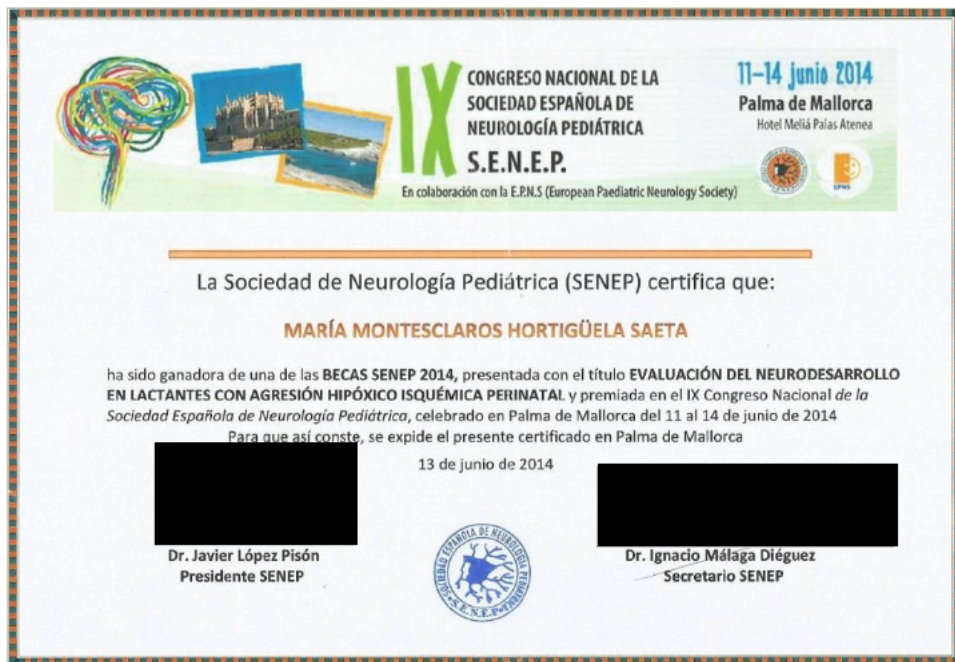 IX
CONGRESO NACIONAL DE LA
SOCIEDAD ESPAÑOLA DE
NEUROLOGÍA PEDIÁTRICA
S.E.N.E.P.
En colaboración con la E.P.N.S (European Paediatric Neurology Society)
11–14 junio 2014
Palma de Mallorca
Hotel Meliá Palas Atenea
EPNS
La Sociedad de Neurología Pediátrica (SENEP) certifica que:
MARÍA MONTESCLAROS HORTIGÜELA SAETA
ha sido ganadora de una de las BECAS SENEP 2014, presentada con el título EVALUACIÓN DEL NEURODESARROLLO
EN LACTANTES CON AGRESIÓN HIPÓXICO ISQUÉMICA PERINATAL y premiada en el IX Congreso Nacional de la
Sociedad Española de Neurología Pediátrica, celebrado en Palma de Mallorca del 11 al 14 de junio de 2014
Para que así conste, se expide el presente certificado en Palma de Mallorca
13 de junio de 2014
Dr. Javier López Pisón
Presidente SENEP
SOCIEDAD ESPAÑOLA DE NEUROLOGIA PEDIATRICA
S.E.N.E.P.
Dr. Ignacio Málaga Diéguez
Secretario SENEP